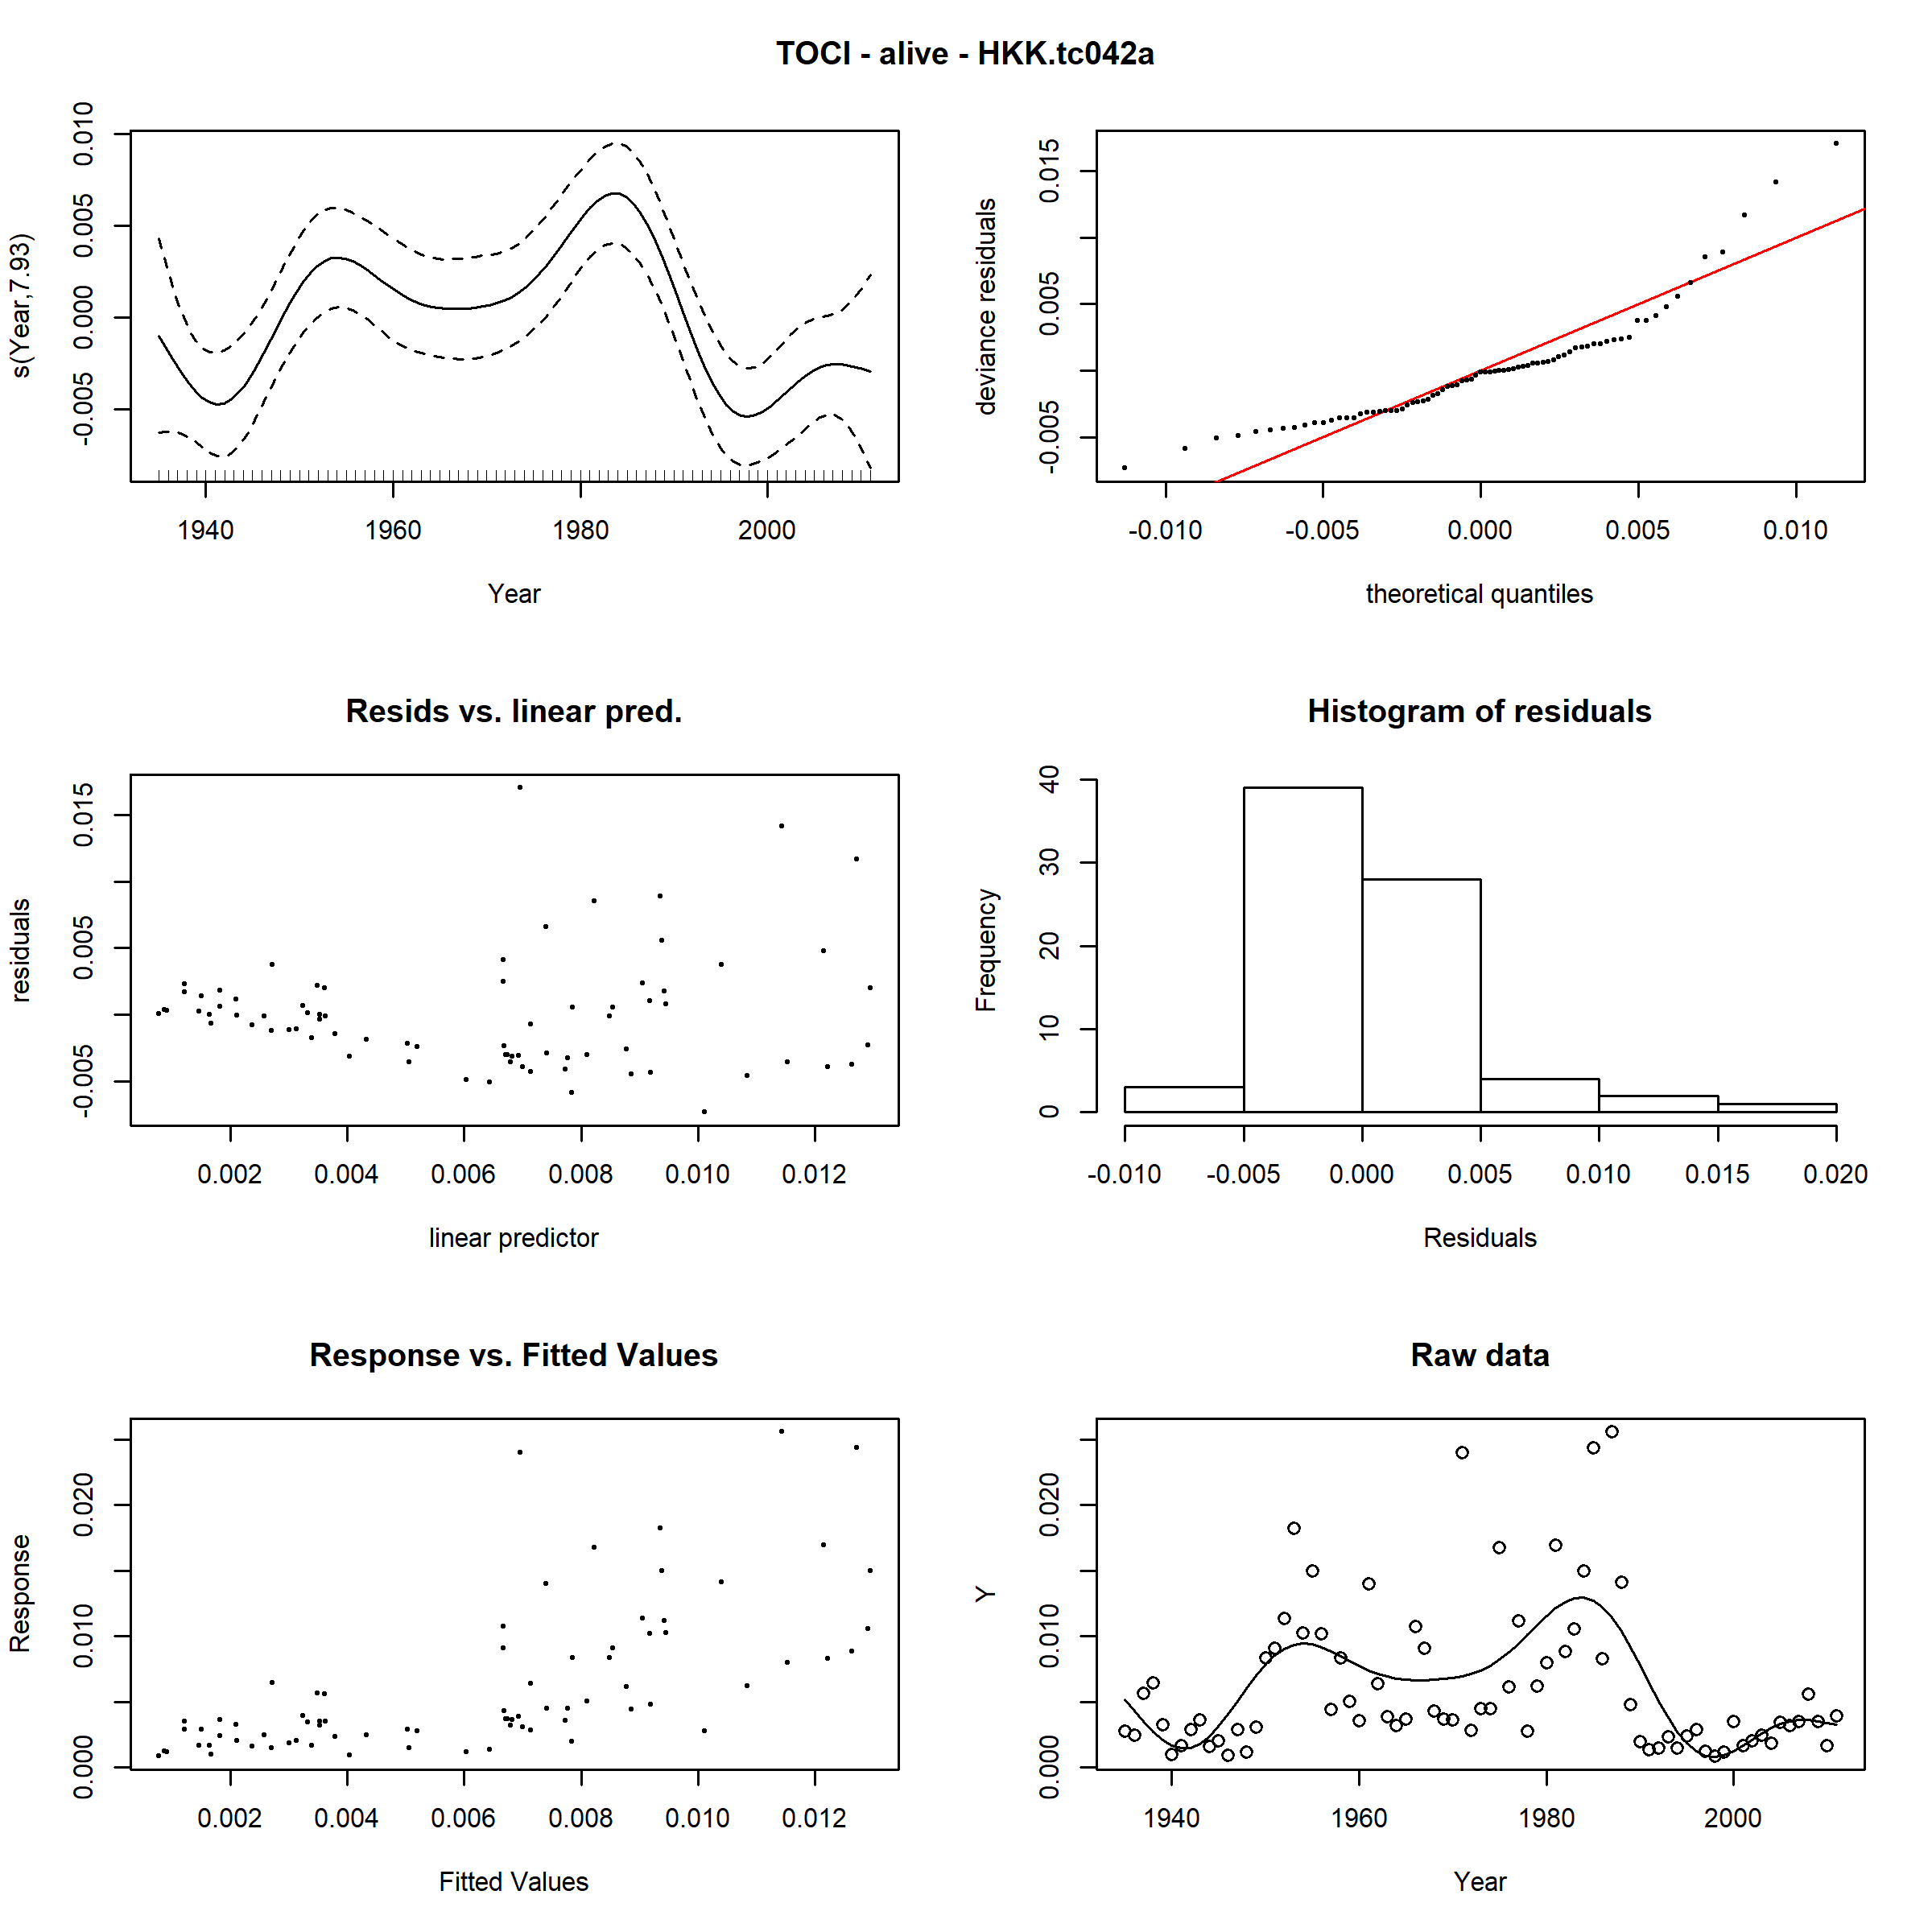 TOCI - alive - HKK.tc042a
s(Year,7.93)
-0.005 0.000 0.005 0.010
1940 1960 1980 2000
Year
deviance residuals
-0.005 0.005 0.015
-0.010 -0.005 0.000 0.005 0.010
theoretical quantiles
Resids vs. linear pred.
residuals
-0.005 0.005 0.015
0.002 0.004 0.006 0.008 0.010 0.012
linear predictor
Histogram of residuals
Frequency
0 10 20 30 40
-0.010 -0.005 0.000 0.005 0.010 0.015 0.020
Residuals
Response vs. Fitted Values
Response
0.000 0.010 0.020
0.002 0.004 0.006 0.008 0.010 0.012
Fitted Values
Raw data
Y
0.000 0.010 0.020
1940 1960 1980 2000
Year